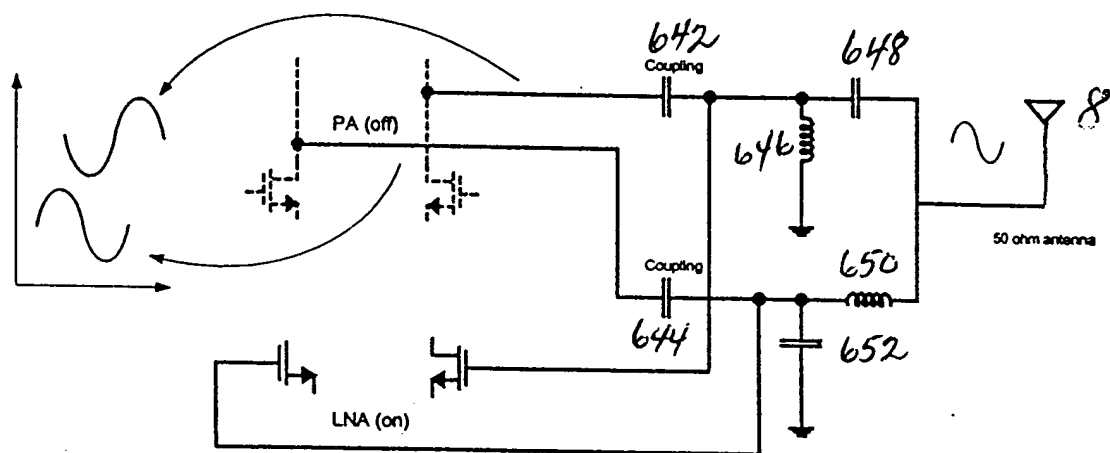 642
Coupling
648
8
PA (off)
646
50 ohm antenna
Coupling
650
644
652
LNA (on)